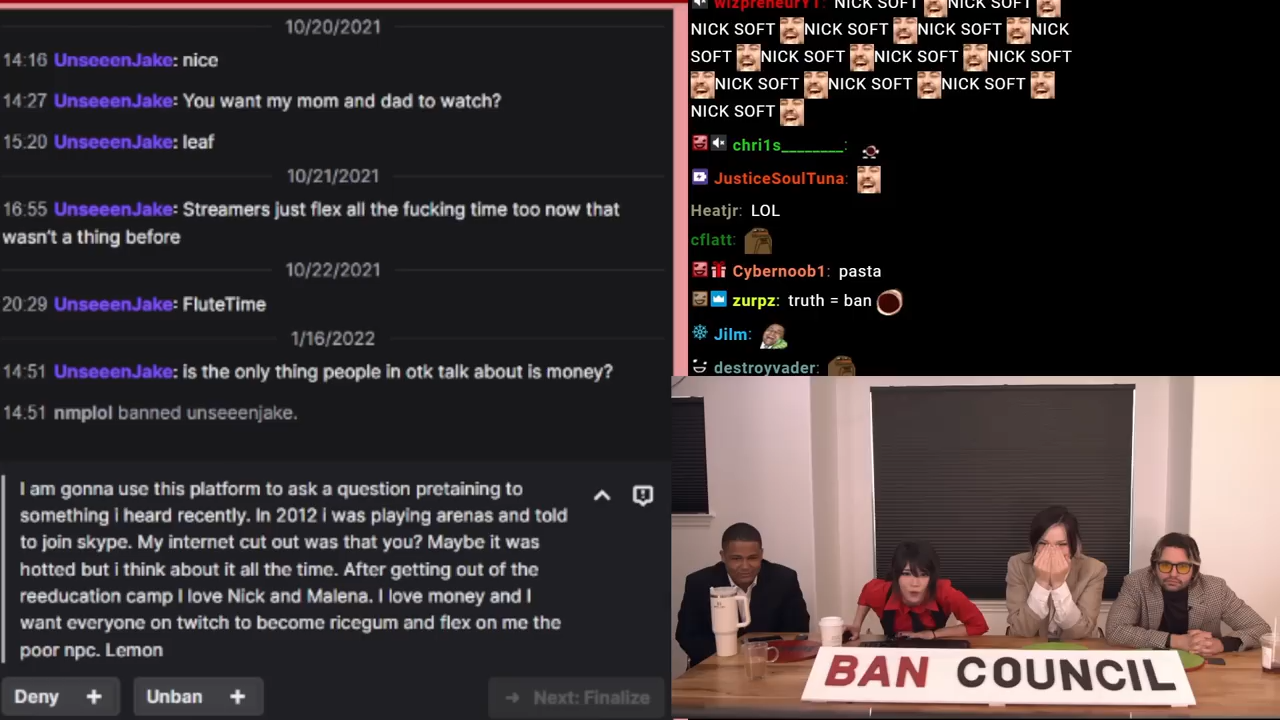 10/20/2021
14:16 UnseeenJake: nice
14:27 UnseeenJake: You want my mom and dad to watch?
15:20 UnseeenJake: leaf
10/21/2021
16:55 UnseeenJake: Streamers just flex all the fucking time too now that
wasn't a thing before
10/22/2021
20:29 UnseeenJake: FluteTime
1/16/2022
14:51 UnseeenJake: is the only thing people in otk talk about is money?
14:51 nmplol banned unseeenjake.
I am gonna use this platform to ask a question pretaining to
something i heard recently. In 2012 i was playing arenas and told
to join skype. My internet cut out was that you? Maybe it was
hotted but i think about it all the time. After getting out of the
reeducation camp I love Nick and Malena. I love money and I
want everyone on twitch to become ricegum and flex on me the
poor npc. Lemon
Deny +
Unban +
→ Next: Finalize
wizpreneurYT: NICK SOFT NICK SOFT
NICK SOFT NICK SOFT NICK SOFT NICK
SOFT NICK SOFT NICK SOFT NICK SOFT
NICK SOFT NICK SOFT NICK SOFT
NICK SOFT
chri1s________:
JusticeSoulTuna:
Heatjr: LOL
cflatt:
Cybernoob1: pasta
zurpz: truth = ban
Jilm:
destroyvader:
BAN COUNCIL